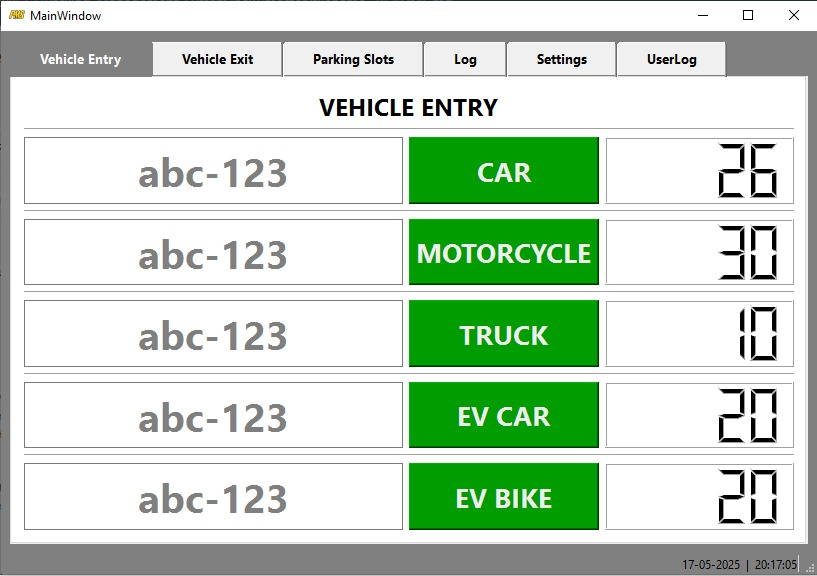 PMS MainWindow
Vehicle Entry Vehicle Exit Parking Slots Log Settings UserLog
VEHICLE ENTRY
abc-123 CAR 26
abc-123 MOTORCYCLE 30
abc-123 TRUCK 10
abc-123 EV CAR 20
abc-123 EV BIKE 20
17-05-2025 | 20:17:05